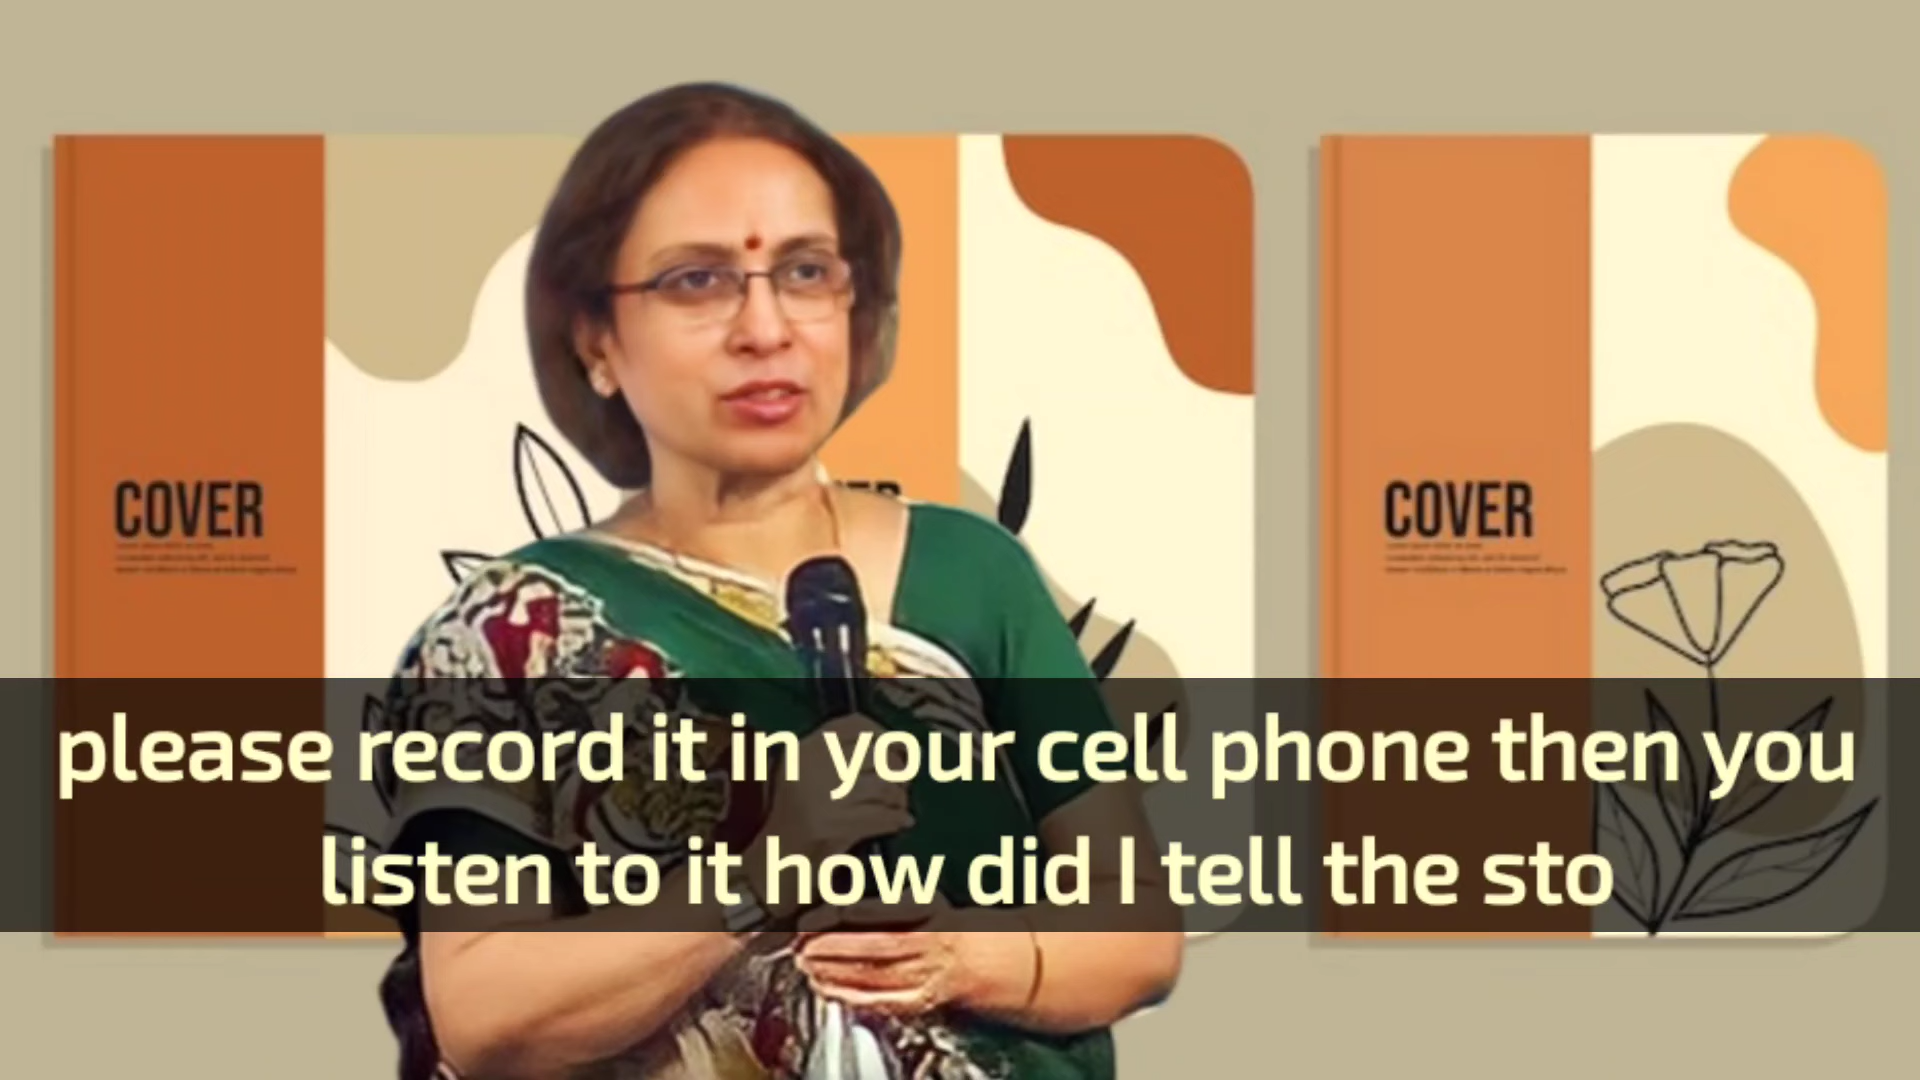 COVER
COVER
please record it in your cell phone then you
listen to it how did I tell the sto